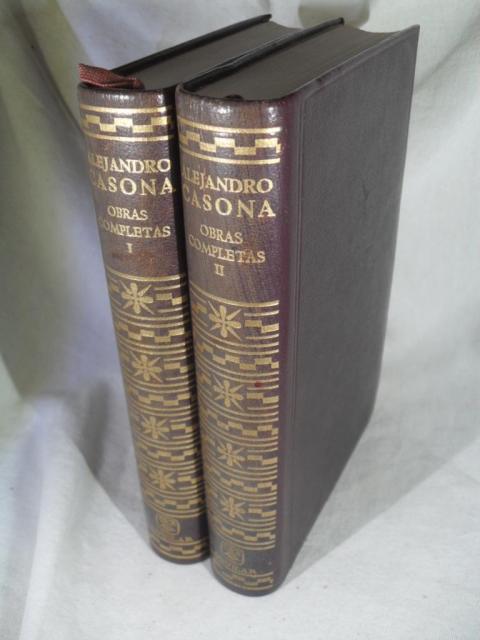 ALEJANDRO
CASONA
OBRAS
COMPLETAS
I
ALEJANDRO
CASONA
OBRAS
COMPLETAS
II